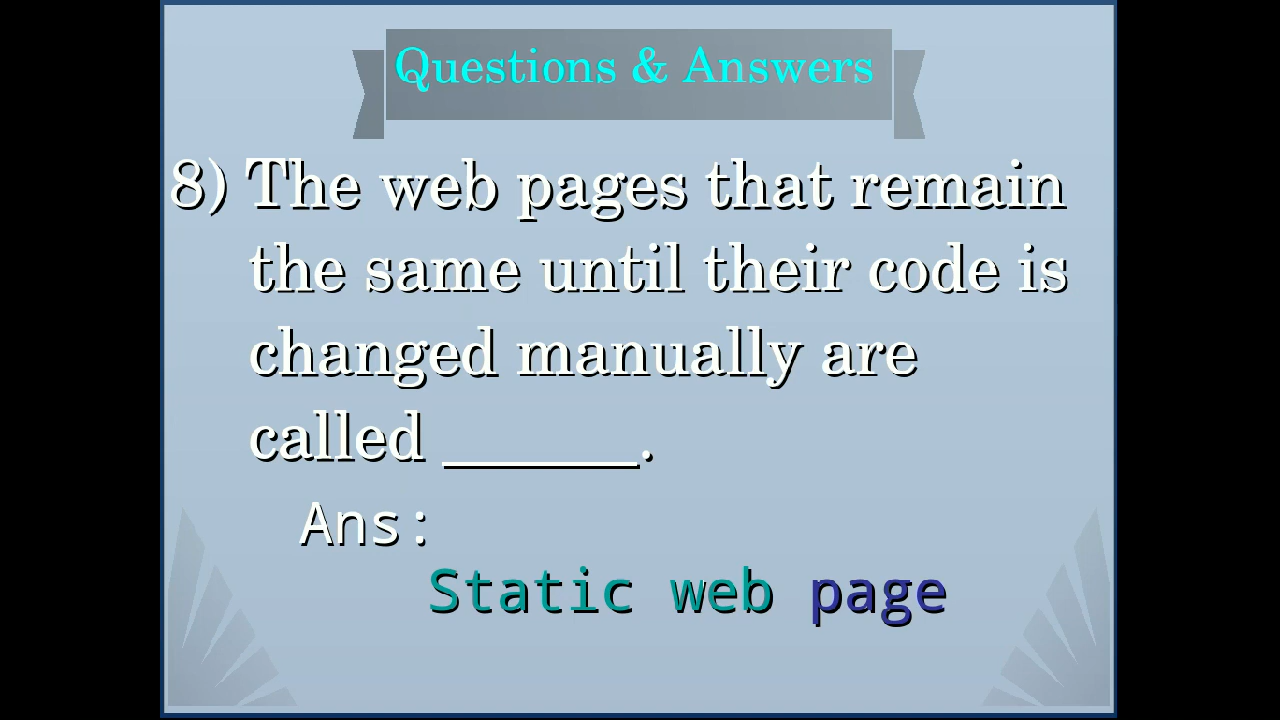 Questions & Answers
8) The web pages that remain
the same until their code is
changed manually are
called ______.
Ans:
Static web page